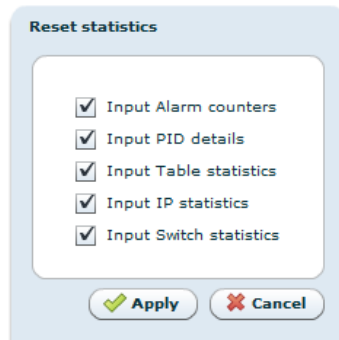 Reset statistics
Input Alarm counters
Input PID details
Input Table statistics
Input IP statistics
Input Switch statistics
Apply Cancel